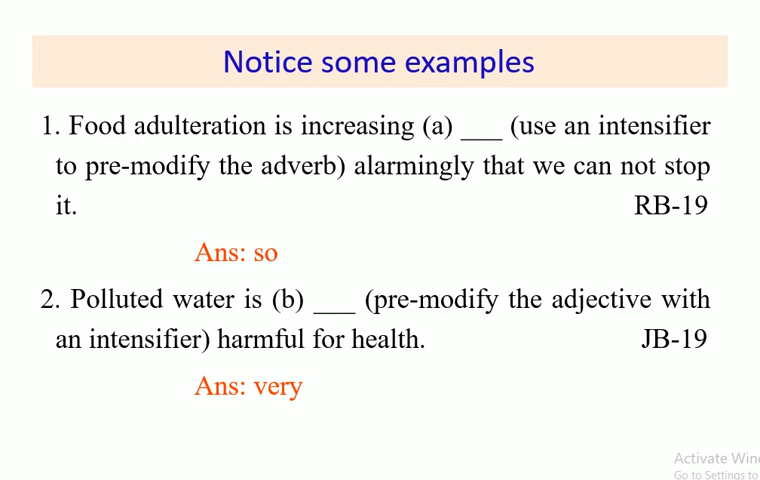 Notice some examples
1. Food adulteration is increasing (a) ___ (use an intensifier
to pre-modify the adverb) alarmingly that we can not stop
it. RB-19
Ans: so
2. Polluted water is (b) ___ (pre-modify the adjective with
an intensifier) harmful for health. JB-19
Ans: very
Activate
Go to Settings to